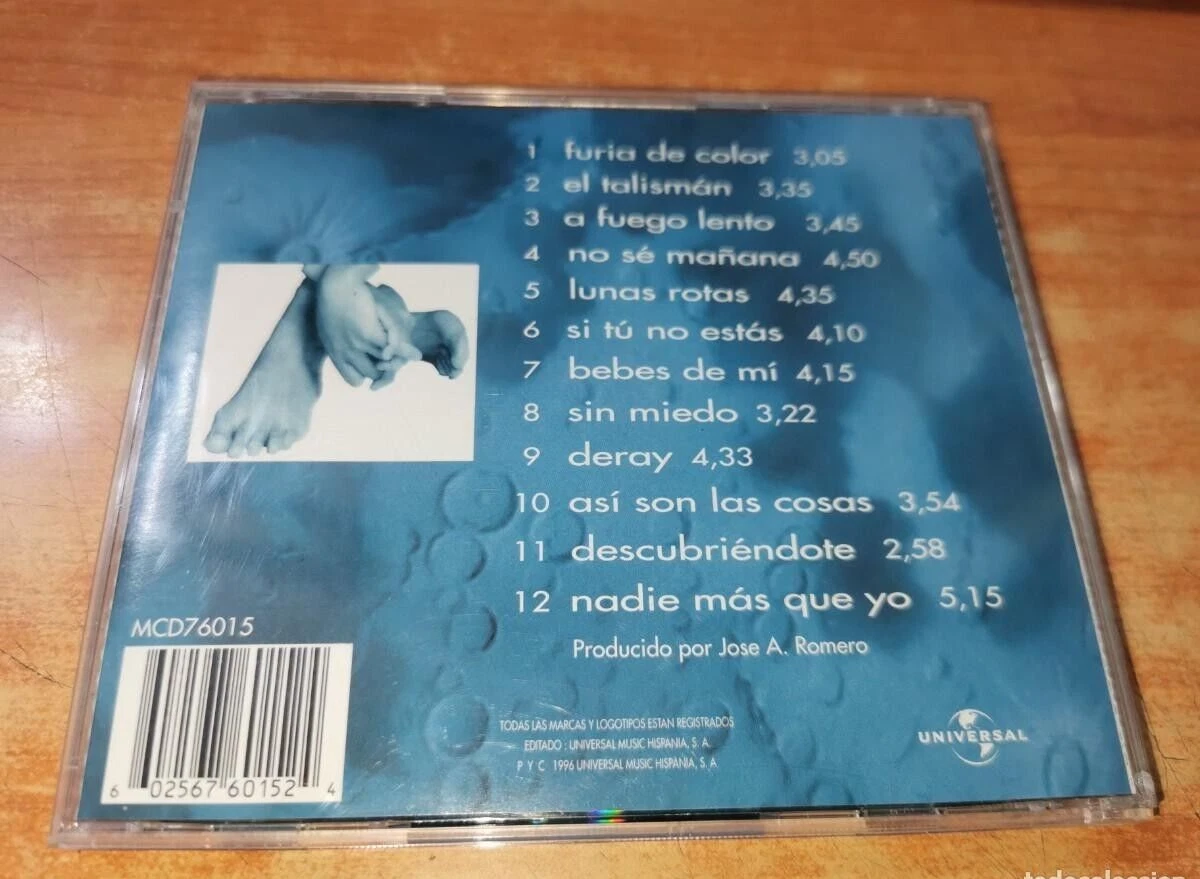 1 furia de color 3,05
2 el talismán 3,35
3 a fuego lento 3,45
4 no sé mañana 4,50
5 lunas rotas 4,35
6 si tú no estás 4,10
7 bebes de mí 4,15
8 sin miedo 3,22
9 deray 4,33
10 así son las cosas 3,54
11 descubriéndote 2,58
12 nadie más que yo 5,15
Producido por Jose A. Romero
MCD76015
6 02567 60152 4
TODAS LAS MARCAS Y LOGOTIPOS ESTAN REGISTRADOS
EDITADO : UNIVERSAL MUSIC HISPANIA, S. A.
P Y C 1996 UNIVERSAL MUSIC HISPANIA, S. A.
UNIVERSAL
todocoleccion